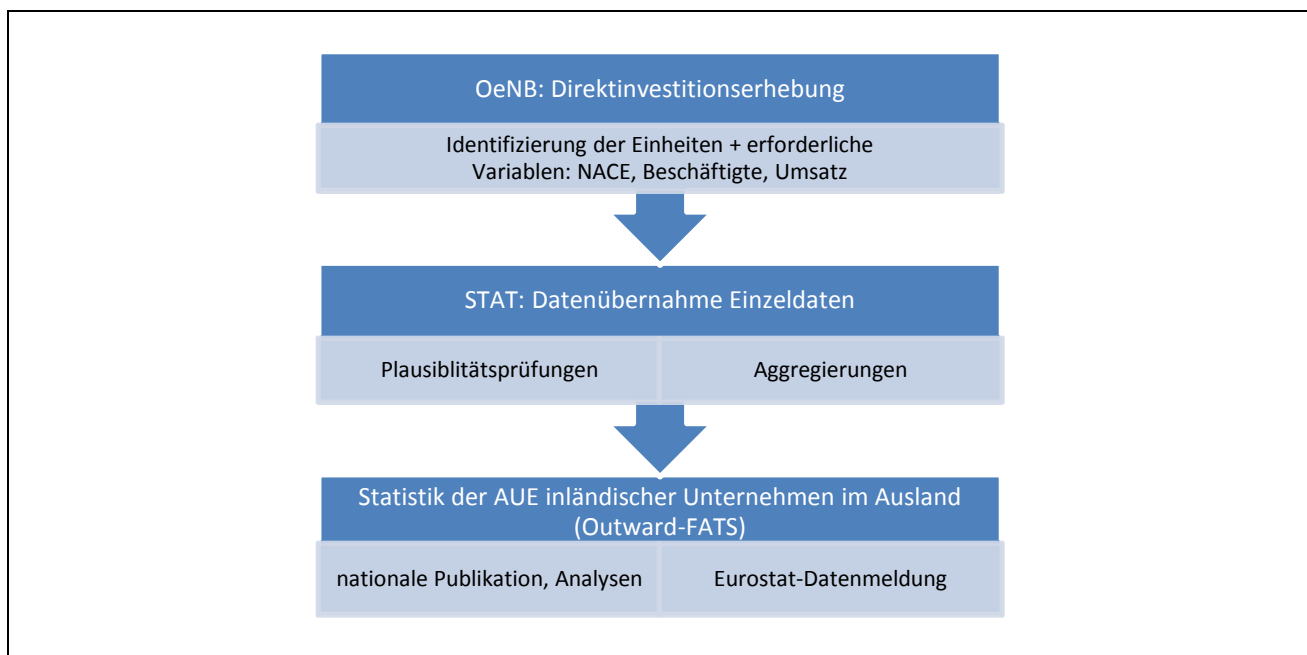 OeNB: Direktinvestitionserhebung
Identifizierung der Einheiten + erforderliche
Variablen: NACE, Beschäftigte, Umsatz
STAT: Datenübernahme Einzeldaten
Plausiblitätsprüfungen
Aggregierungen
Statistik der AUE inländischer Unternehmen im Ausland
(Outward-FATS)
nationale Publikation, Analysen
Eurostat-Datenmeldung